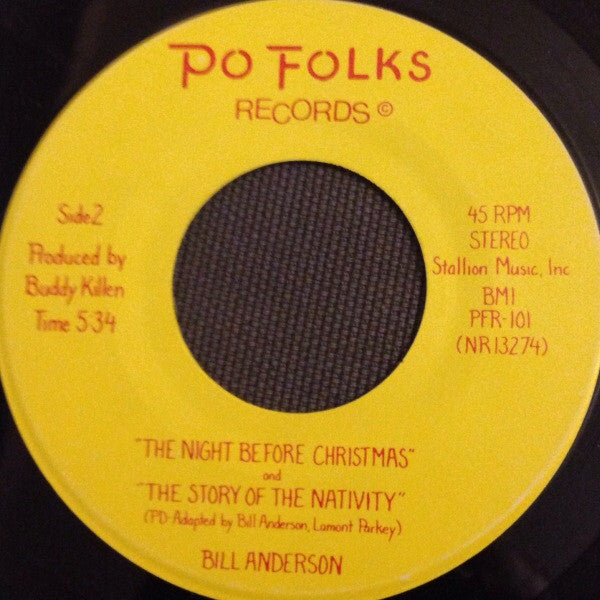 PO FOLKS
RECORDS ©
Side 2
Produced by
Buddy Killen
Time 5:34
45 RPM
STEREO
Stallion Music, Inc
BMI
PFR-101
(NR13274)
"THE NIGHT BEFORE CHRISTMAS"
and
"THE STORY OF THE NATIVITY"
(PD-Adapted by Bill Anderson, Lamont Parkey)
BILL ANDERSON